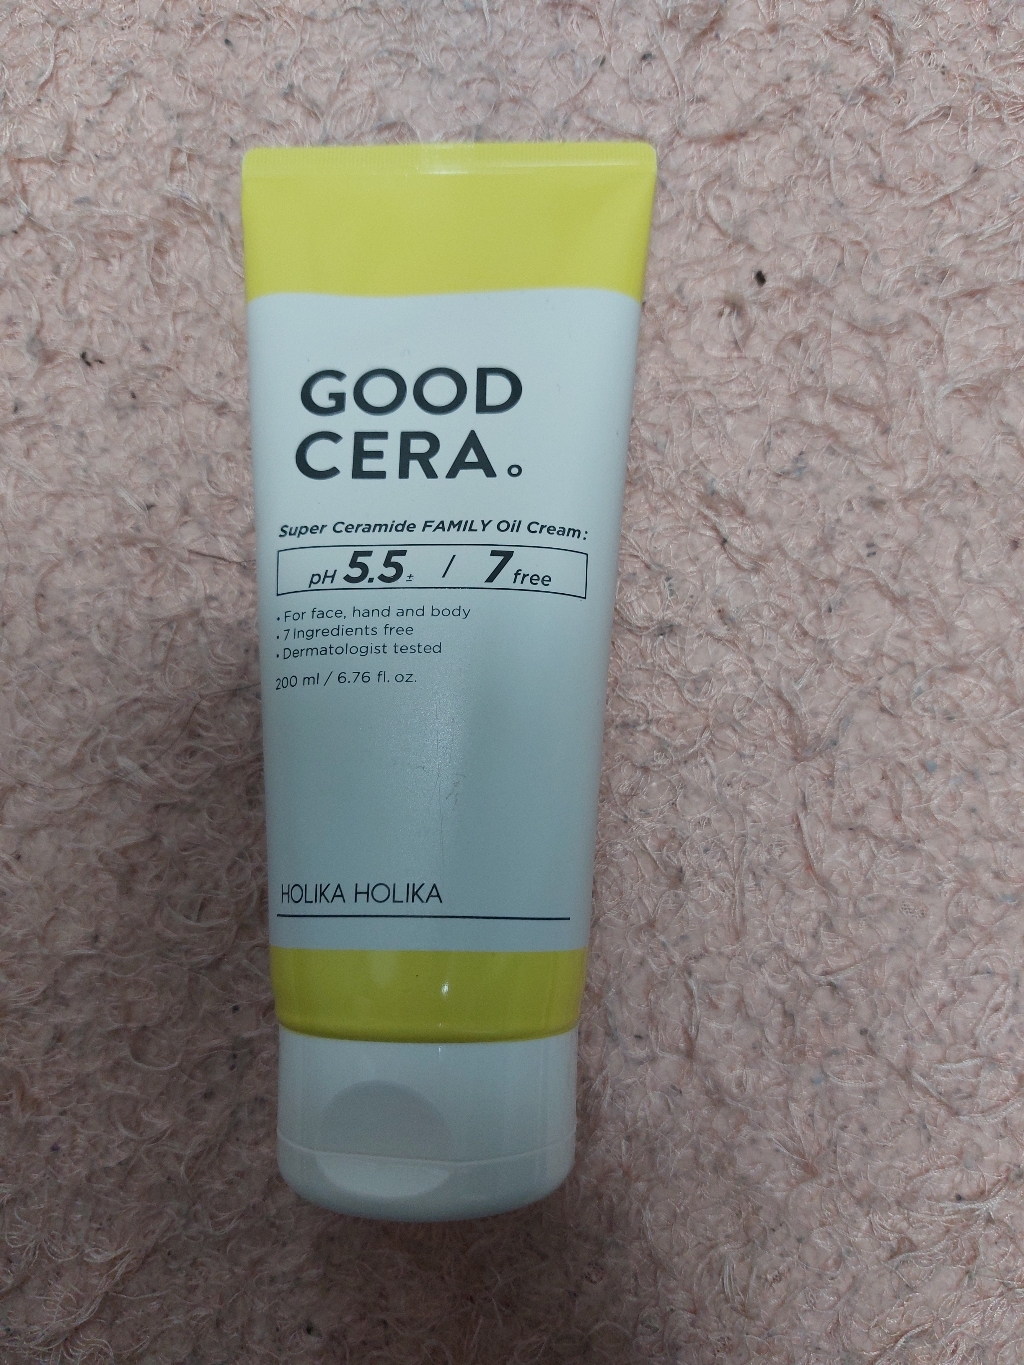 GOOD
CERA.
Super Ceramide FAMILY Oil Cream:
pH 5.5± / 7 free
• For face, hand and body
• 7 ingredients free
• Dermatologist tested
200 ml / 6.76 fl. oz.
HOLIKA HOLIKA